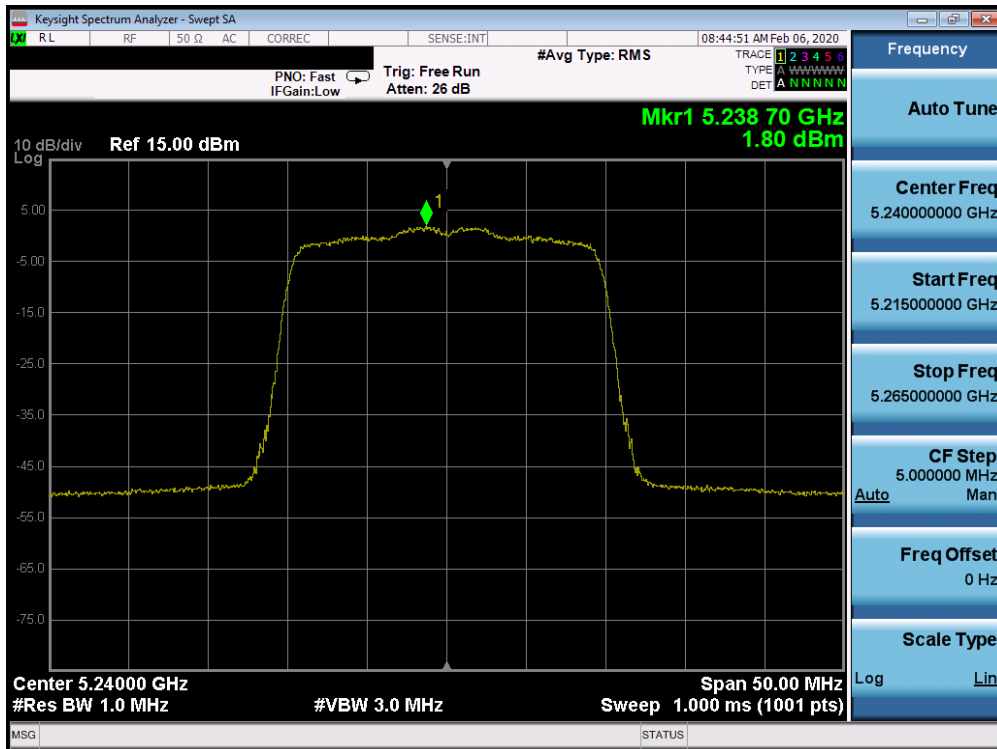 Keysight Spectrum Analyzer - Swept SA
LXI RL RF 50 Ω AC CORREC SENSE:INT 08:44:51 AM Feb 06, 2020
#Avg Type: RMS TRACE 1 2 3 4 5 6
PNO: Fast Trig: Free Run TYPE A WWWWW
IFGain:Low Atten: 26 dB DET A N N N N N
Mkr1 5.238 70 GHz
10 dB/div Ref 15.00 dBm 1.80 dBm
Log
1
5.00
-5.00
-15.0
-25.0
-35.0
-45.0
-55.0
-65.0
-75.0
Center 5.24000 GHz Span 50.00 MHz
#Res BW 1.0 MHz #VBW 3.0 MHz Sweep 1.000 ms (1001 pts)
MSG STATUS
Frequency
Auto Tune
Center Freq
5.240000000 GHz
Start Freq
5.215000000 GHz
Stop Freq
5.265000000 GHz
CF Step
5.000000 MHz
Auto Man
Freq Offset
0 Hz
Scale Type
Log Lin